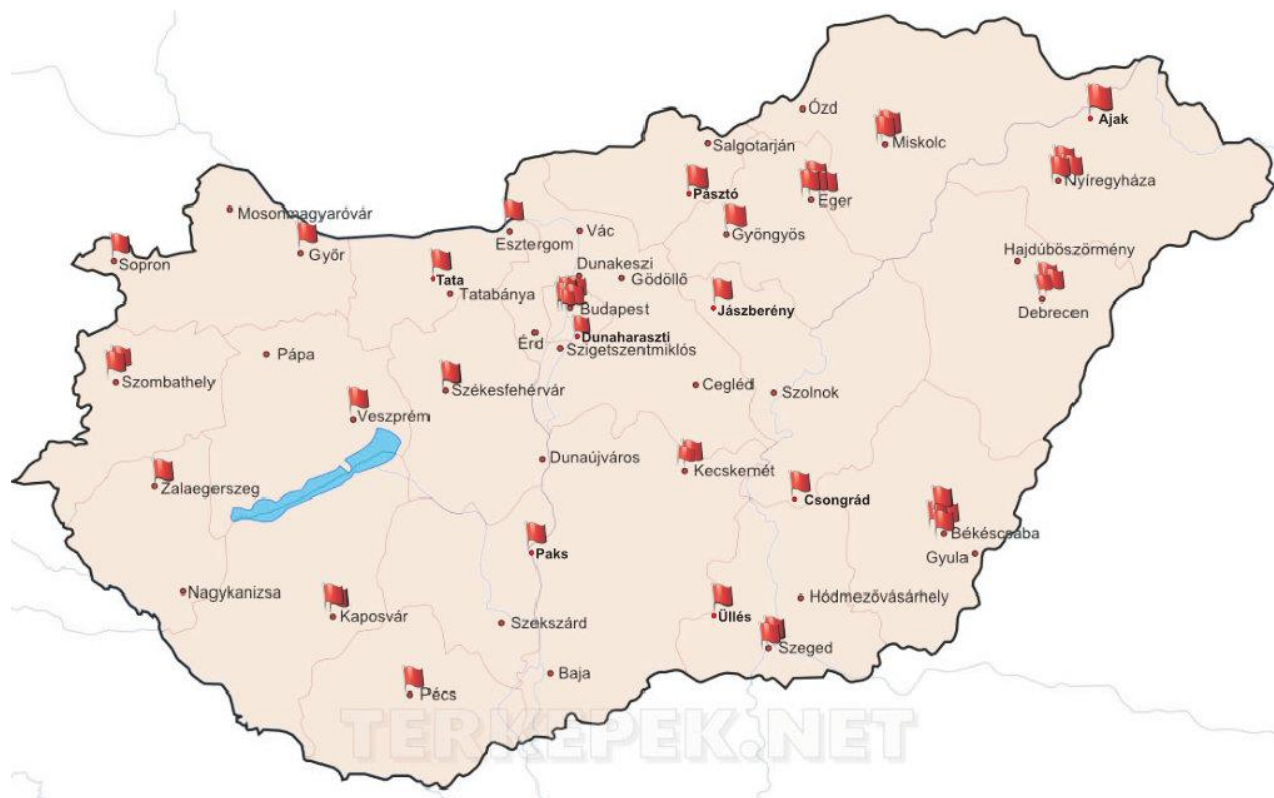 Ózd
Ajak
Salgotarján
Miskolc
Nyíregyháza
Pásztó
Eger
Mosonmagyaróvár
Esztergom
Vác
Gyöngyös
Hajdúböszörmény
Sopron
Győr
Tata
Dunakeszi
Gödöllő
Tatabánya
Budapest
Jászberény
Debrecen
Érd
Dunaharaszti
Szigetszentmiklós
Pápa
Szombathely
Székesfehérvár
Cegléd
Szolnok
Veszprém
Dunaújváros
Kecskemét
Zalaegerszeg
Csongrád
Békéscsaba
Paks
Gyula
Nagykanizsa
Hódmezővásárhely
Kaposvár
Szekszárd
Üllés
Szeged
Baja
Pécs
TERKEPEK.NET